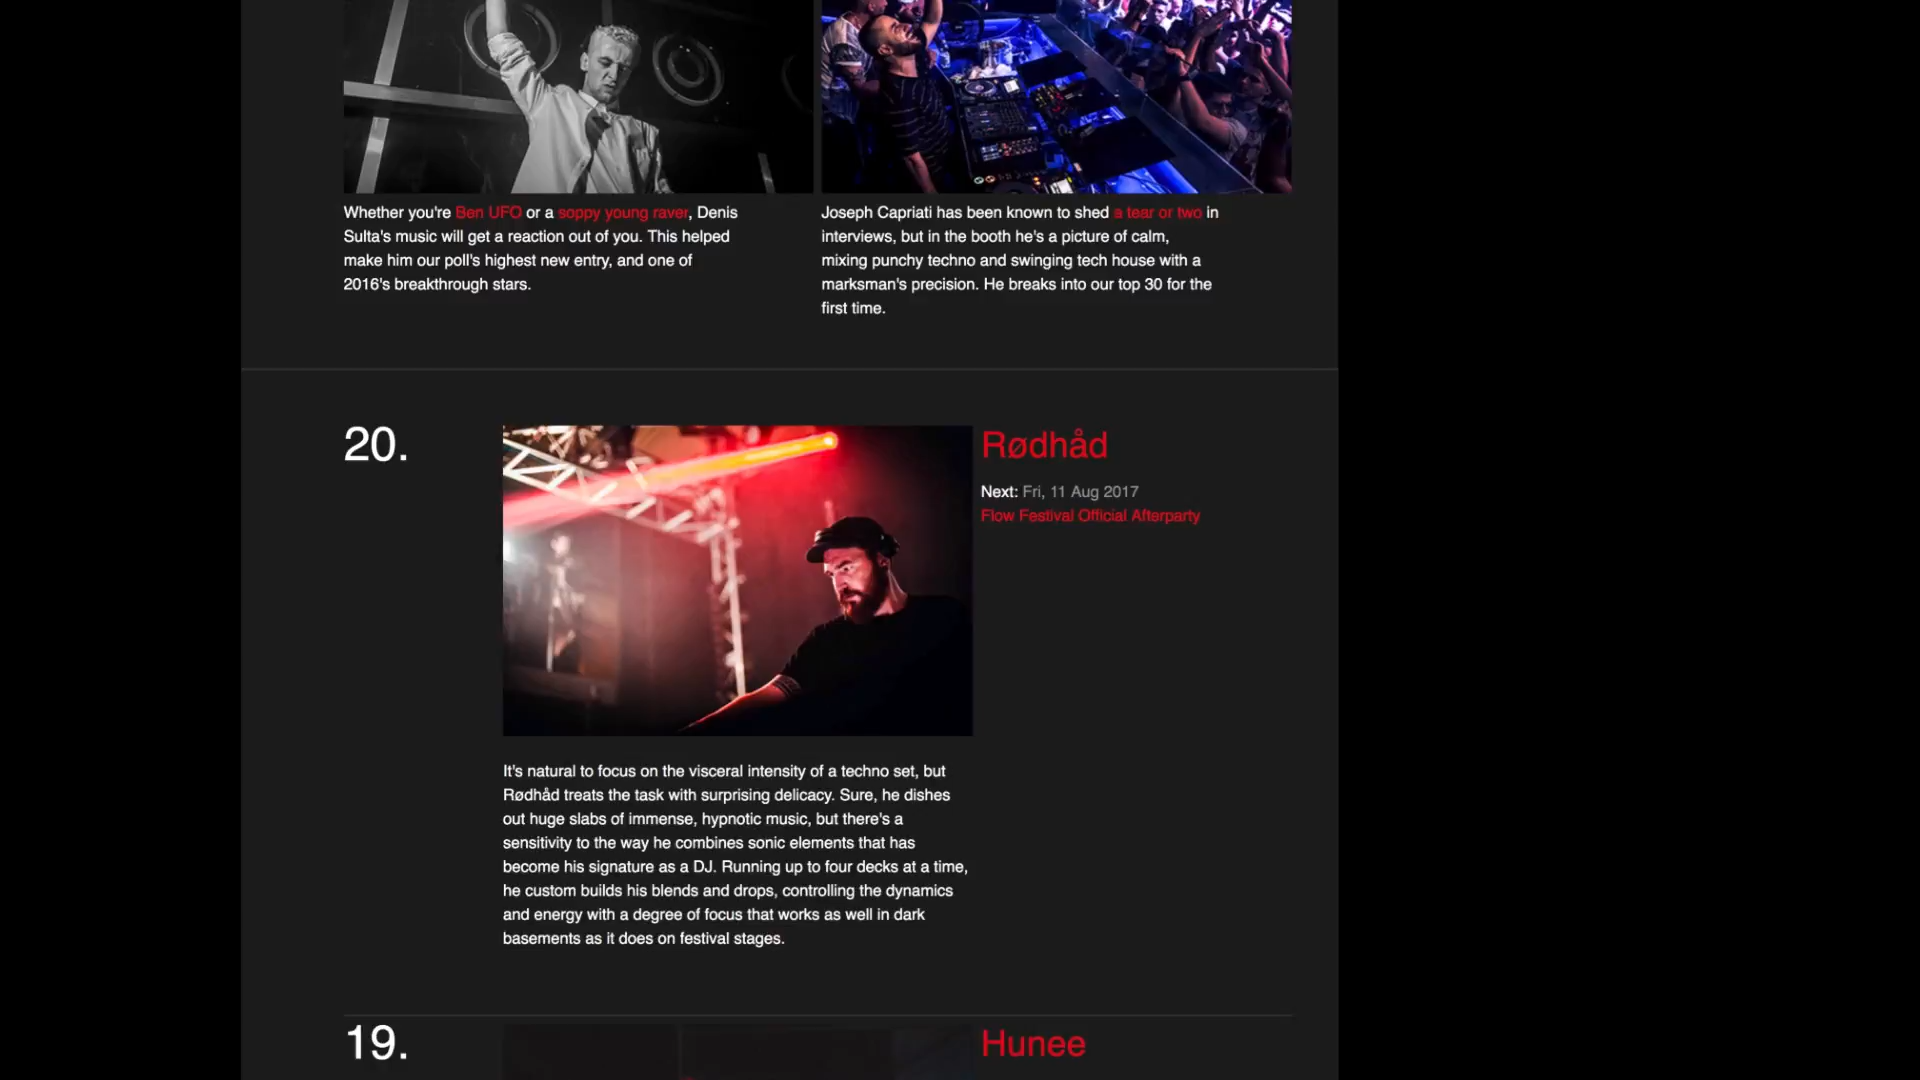 Whether you're Ben UFO or a soppy young raver, Denis
Sulta's music will get a reaction out of you. This helped
make him our poll's highest new entry, and one of
2016's breakthrough stars.
Joseph Capriati has been known to shed a tear or two in
interviews, but in the booth he's a picture of calm,
mixing punchy techno and swinging tech house with a
marksman's precision. He breaks into our top 30 for the
first time.
20.
Rødhåd
Next: Fri, 11 Aug 2017
Flow Festival Official Afterparty
It's natural to focus on the visceral intensity of a techno set, but
Rødhåd treats the task with surprising delicacy. Sure, he dishes
out huge slabs of immense, hypnotic music, but there's a
sensitivity to the way he combines sonic elements that has
become his signature as a DJ. Running up to four decks at a time,
he custom builds his blends and drops, controlling the dynamics
and energy with a degree of focus that works as well in dark
basements as it does on festival stages.
19.
Hunee